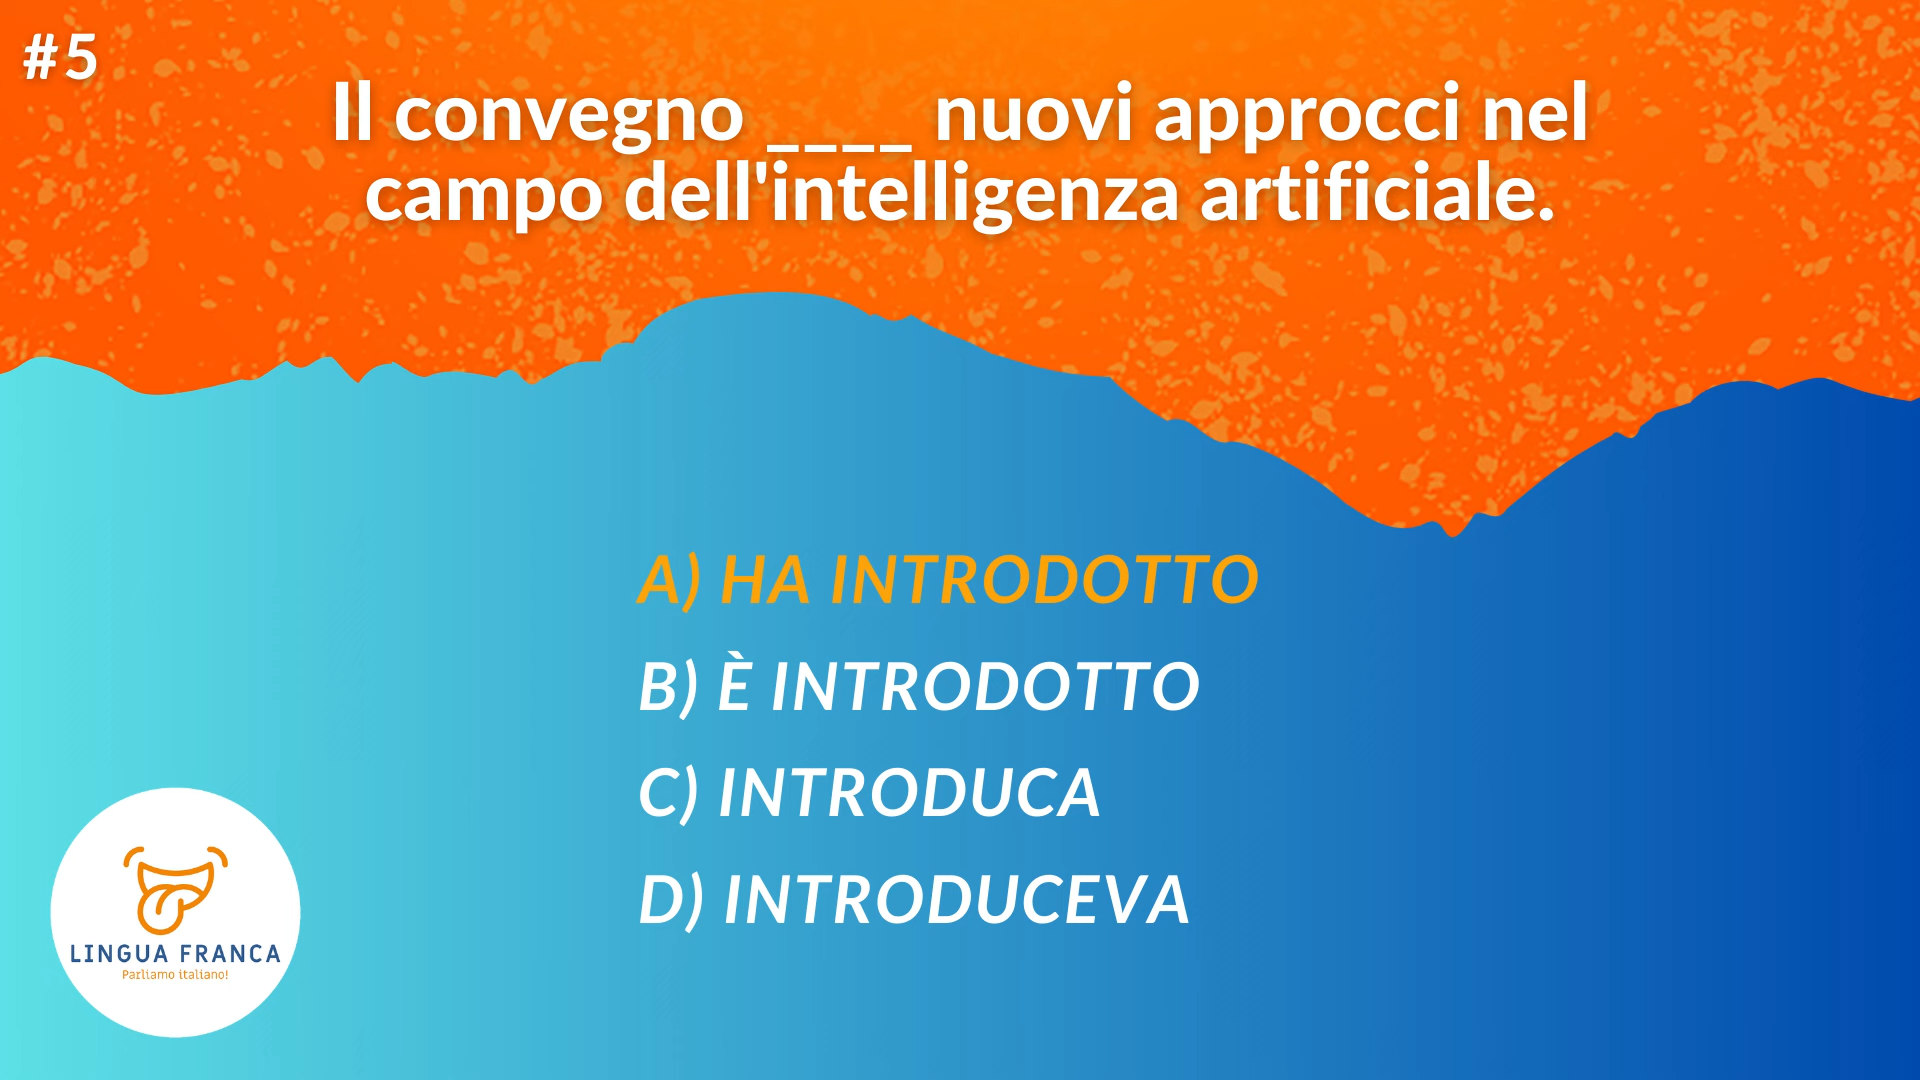 #5
Il convegno ____ nuovi approcci nel
campo dell'intelligenza artificiale.
A) HA INTRODOTTO
B) È INTRODOTTO
C) INTRODUCA
D) INTRODUCEVA
LINGUA FRANCA
Parliamo italiano!